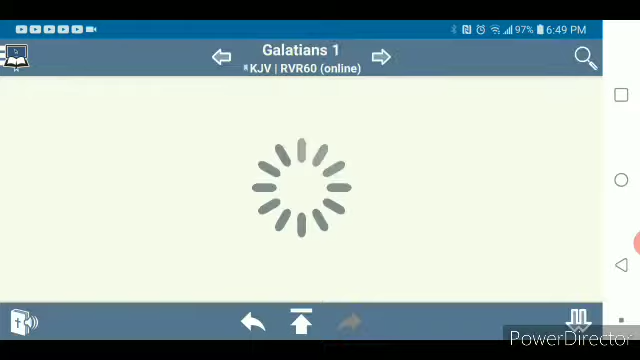 97% 6:49 PM
Galatians 1
KJV | RVR60 (online)
PowerDirector